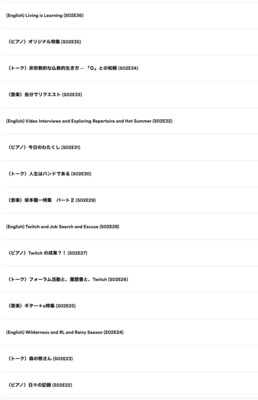 (English) Living is Learning (S02E36)
（ピアノ）オリジナル特集 (S02E35)
（トーク）非宗教的な仏教的生き方 — 「G」との和解 (S02E34)
（音楽）自分でリクエスト (S02E33)
(English) Video Interviews and Exploring Repertoire and Hot Summer (S02E32)
（ピアノ）今日のわたくし (S02E31)
（トーク）人生はバンドである (S02E30)
（音楽）坂本龍一特集　パート２ (S02E29)
(English) Twitch and Job Search and Excuse (S02E28)
（ピアノ）Twitch の成果？！ (S02E27)
（トーク）フォーラム活動と、履歴書と、Twitch (S02E26)
（音楽）ギター＋α特集 (S02E25)
(English) Wilderness and RL and Rainy Season (S02E24)
（トーク）森の熊さん (S02E23)
（ピアノ）日々の記録 (S02E22)